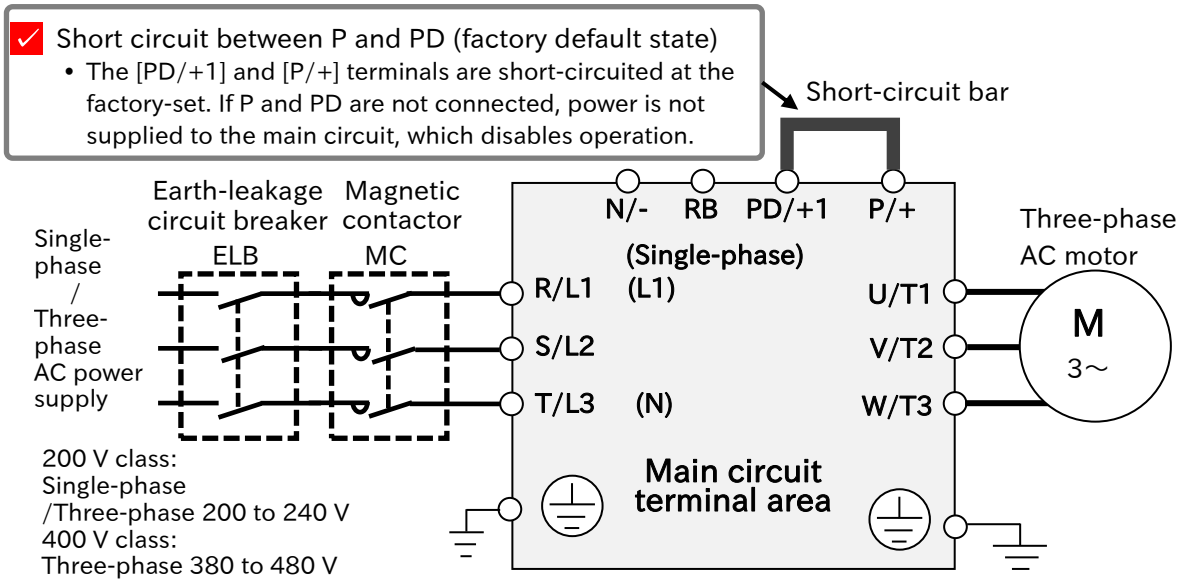 Short circuit between P and PD (factory default state)
• The [PD/+1] and [P/+] terminals are short-circuited at the
factory-set. If P and PD are not connected, power is not
supplied to the main circuit, which disables operation.
Short-circuit bar
Earth-leakage
circuit breaker
ELB
Magnetic
contactor
MC
Single-
phase
/
Three-
phase
AC power
supply
N/-
RB
PD/+1
P/+
(Single-phase)
R/L1 (L1)
S/L2
T/L3 (N)
U/T1
V/T2
W/T3
Three-phase
AC motor
M
3～
Main circuit
terminal area
200 V class:
Single-phase
/Three-phase 200 to 240 V
400 V class:
Three-phase 380 to 480 V